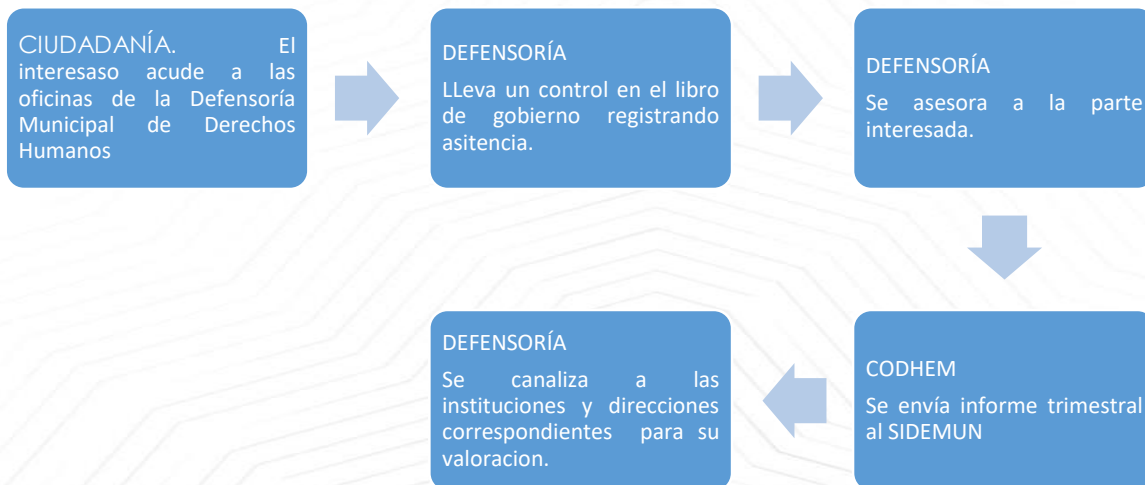 CIUDADANÍA. El
interesaso acude a las
oficinas de la Defensoría
Municipal de Derechos
Humanos
DEFENSORÍA
LLeva un control en el libro
de gobierno registrando
asitencia.
DEFENSORÍA
Se asesora a la parte
interesada.
CODHEM
Se envía informe trimestral
al SIDEMUN
DEFENSORÍA
Se canaliza a las
instituciones y direcciones
correspondientes para su
valoracion.